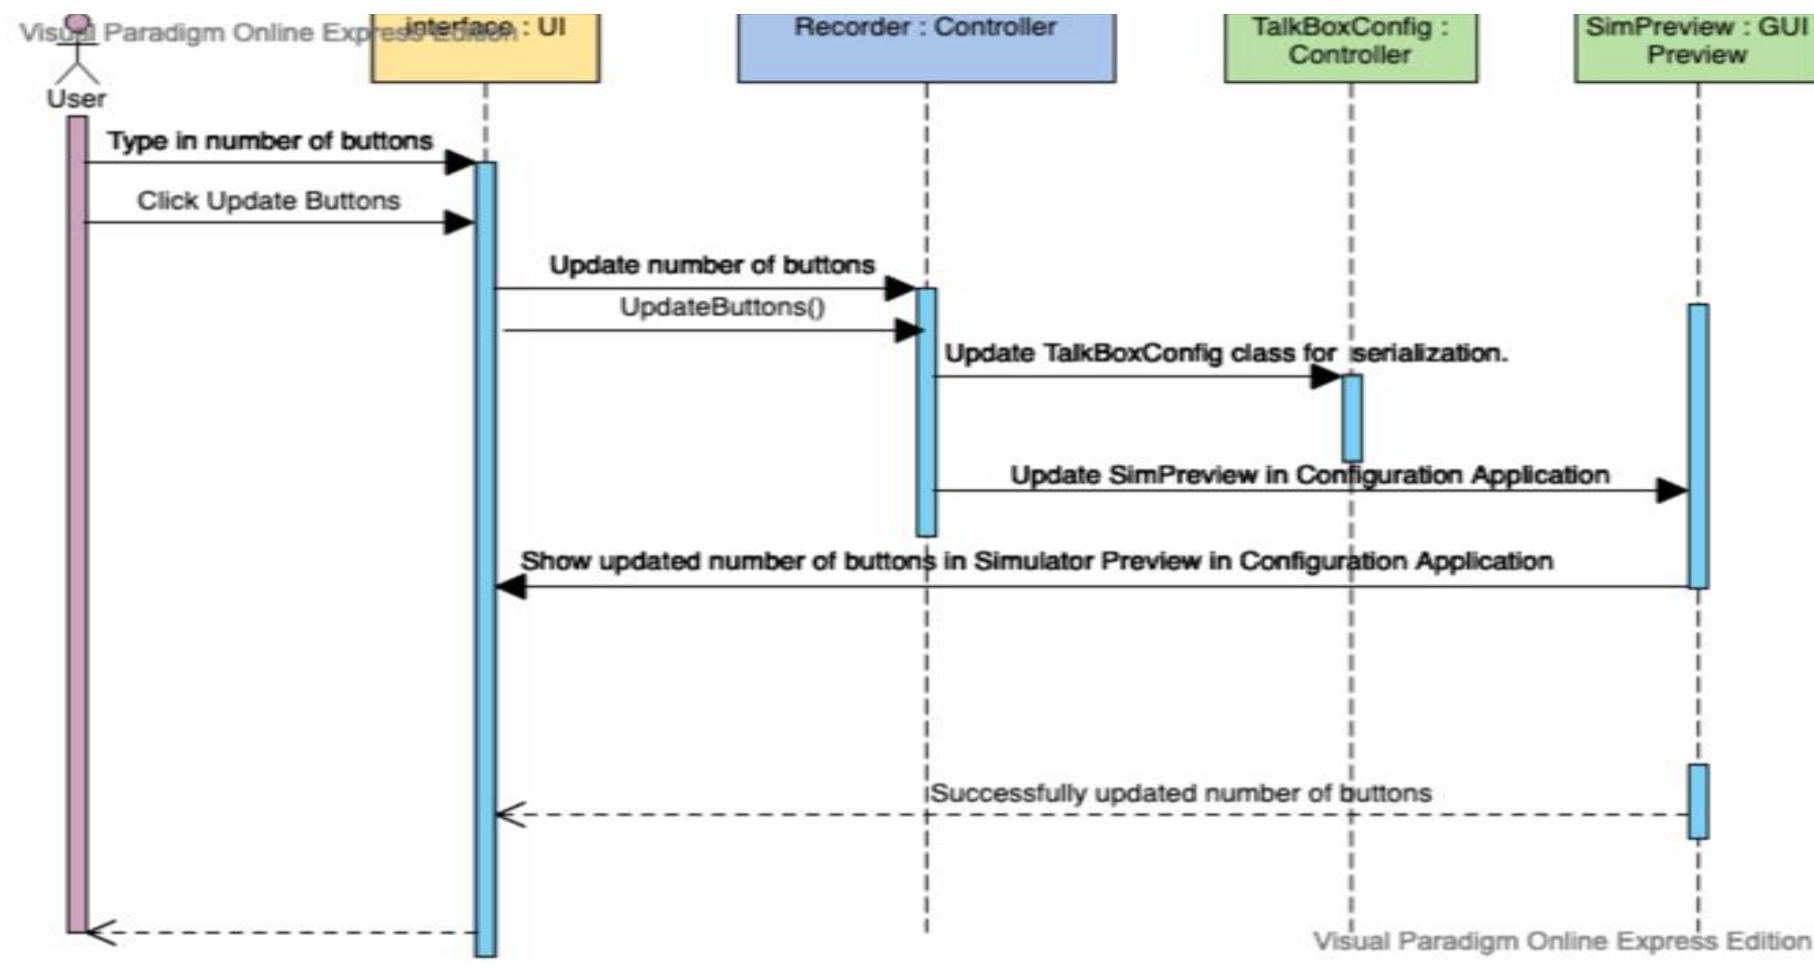 Visual Paradigm Online Express Edition
interface : UI
Recorder : Controller
TalkBoxConfig :
Controller
SimPreview : GUI
Preview
User
Type in number of buttons
Click Update Buttons
Update number of buttons
UpdateButtons()
Update TalkBoxConfig class for serialization.
Update SimPreview in Configuration Application
Show updated number of buttons in Simulator Preview in Configuration Application
Successfully updated number of buttons
Visual Paradigm Online Express Edition